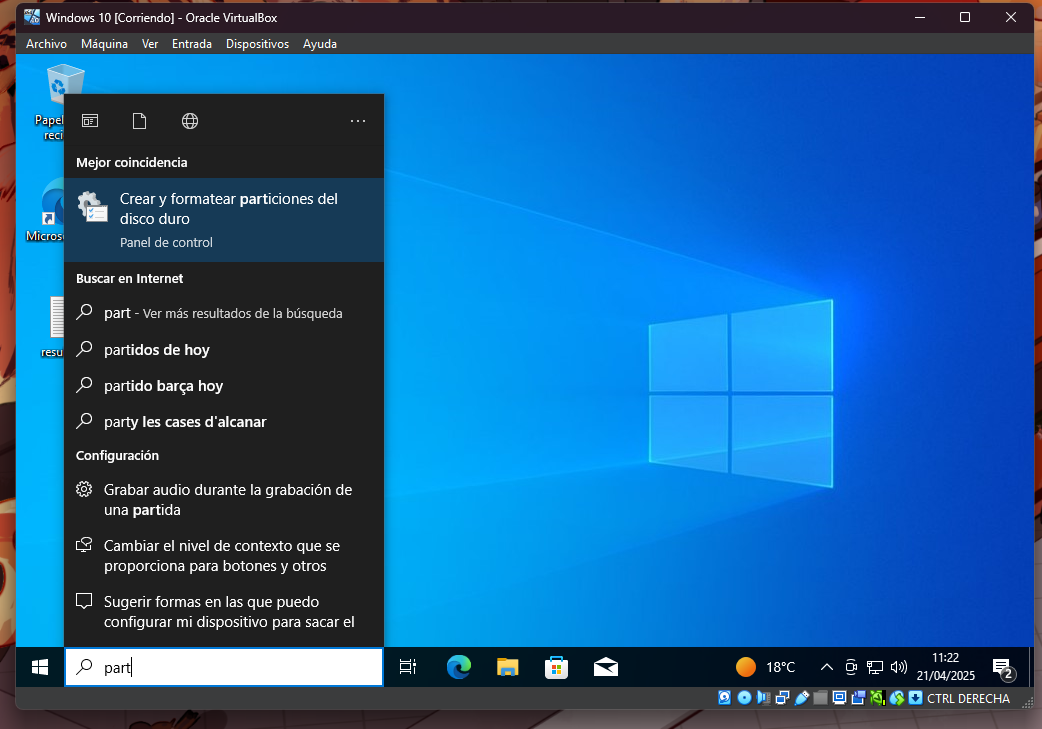 Windows 10 [Corriendo] - Oracle VirtualBox
Archivo Máquina Ver Entrada Dispositivos Ayuda
Mejor coincidencia
Crear y formatear particiones del
disco duro
Panel de control
Buscar en Internet
part - Ver más resultados de la búsqueda
partidos de hoy
partido barça hoy
party les cases d'alcanar
Configuración
Grabar audio durante la grabación de
una partida
Cambiar el nivel de contexto que se
proporciona para botones y otros
Sugerir formas en las que puedo
configurar mi dispositivo para sacar el
part
18°C
11:22
21/04/2025
2
CTRL DERECHA